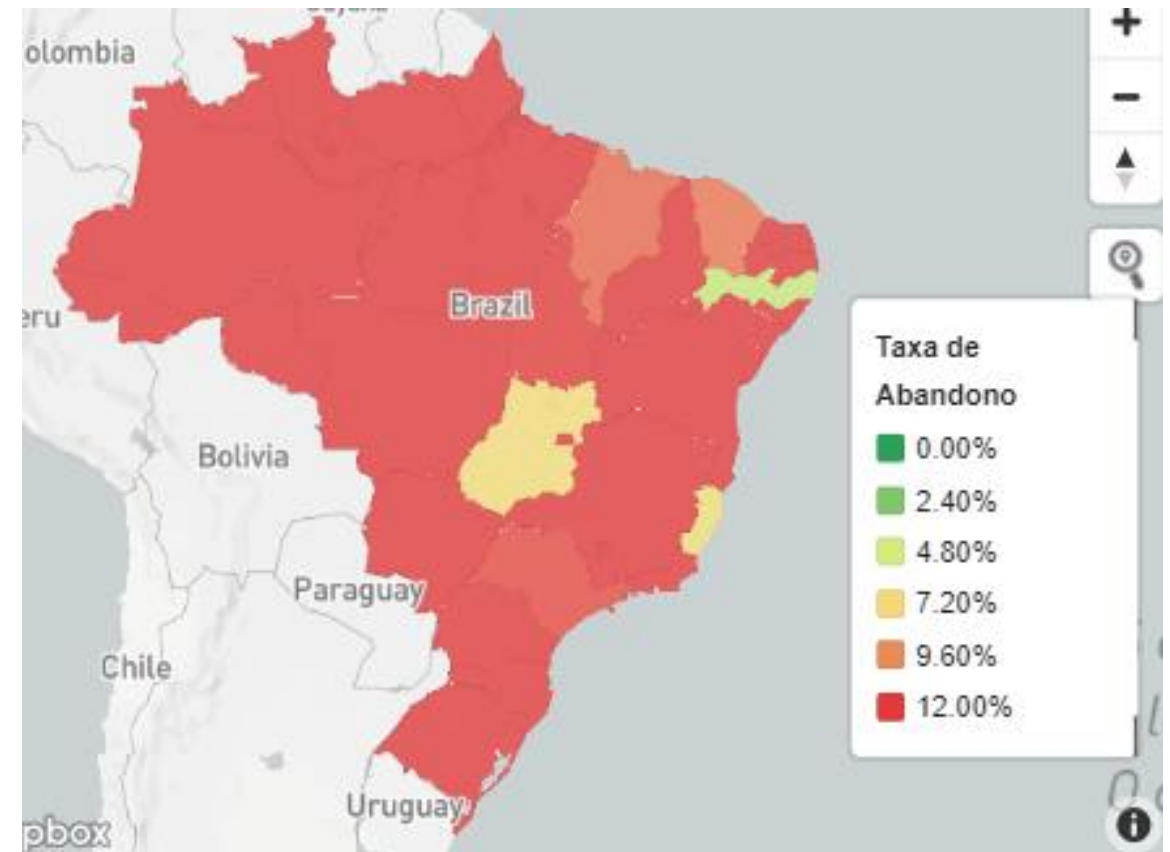 olombia
Brazil
eru
Bolivia
Paraguay
Chile
Uruguay
pbox
Taxa de
Abandono
0.00%
2.40%
4.80%
7.20%
9.60%
12.00%